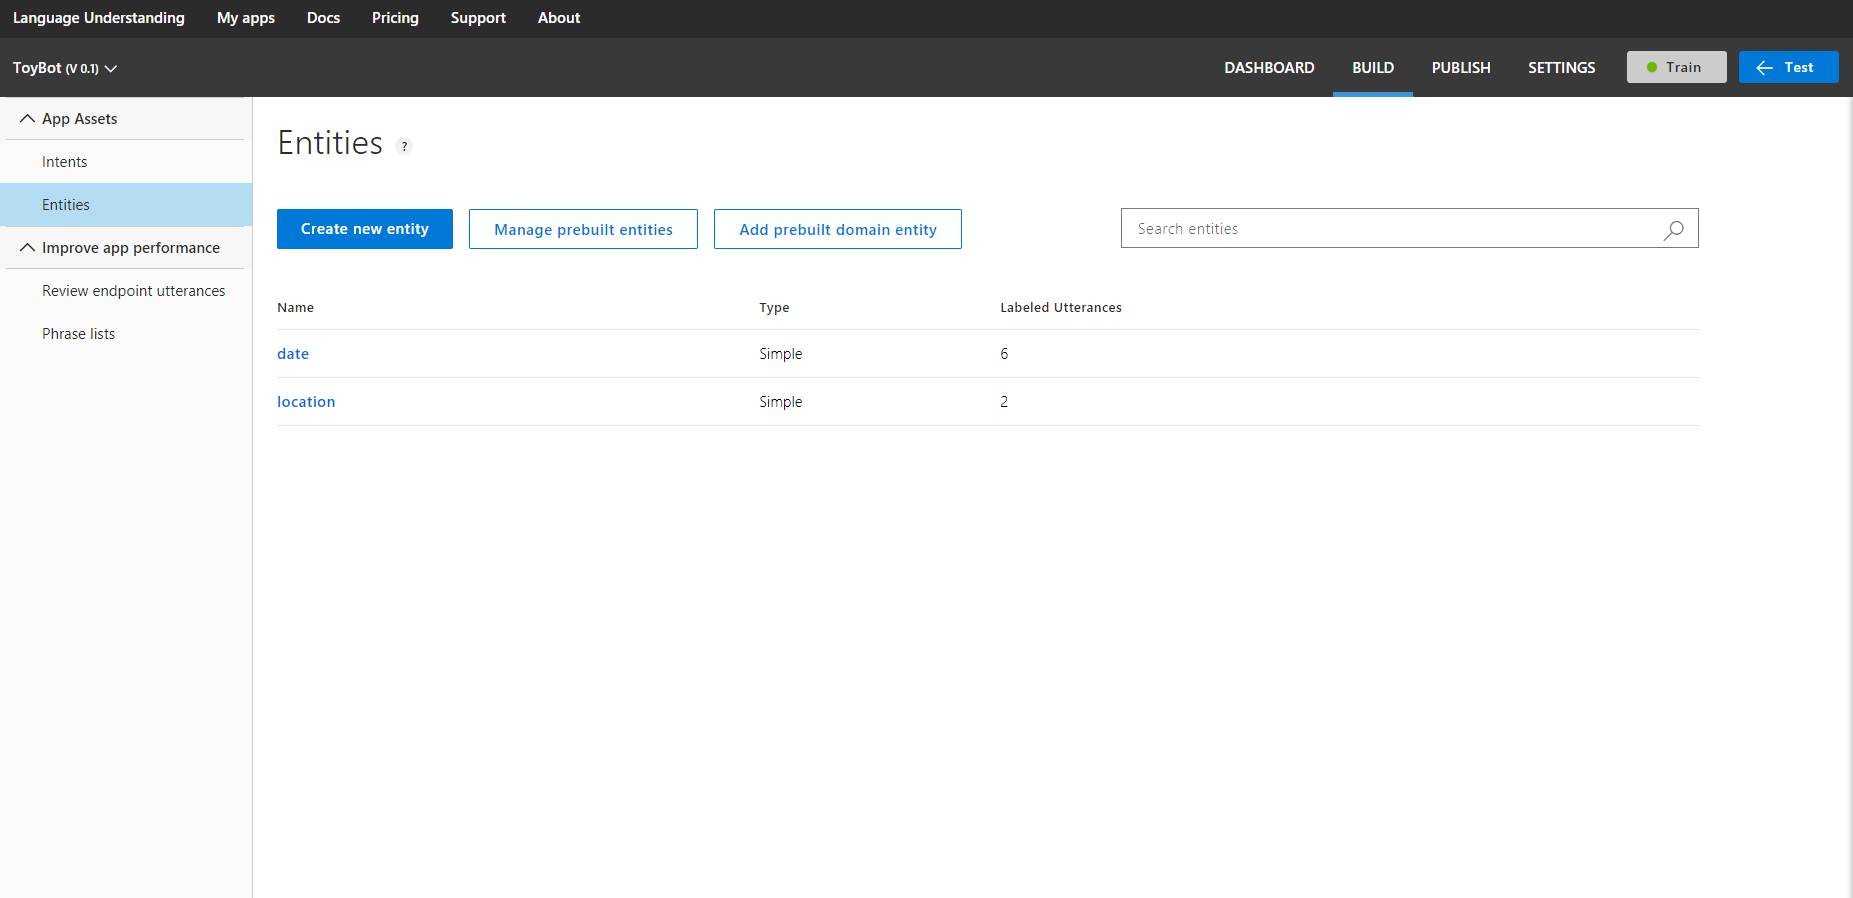 Language Understanding My apps Docs Pricing Support About
ToyBot (V 0.1) DASHBOARD BUILD PUBLISH SETTINGS Train Test
App Assets
Intents
Entities
Improve app performance
Review endpoint utterances
Phrase lists
Entities ?
Create new entity Manage prebuilt entities Add prebuilt domain entity Search entities
Name Type Labeled Utterances
date Simple 6
location Simple 2